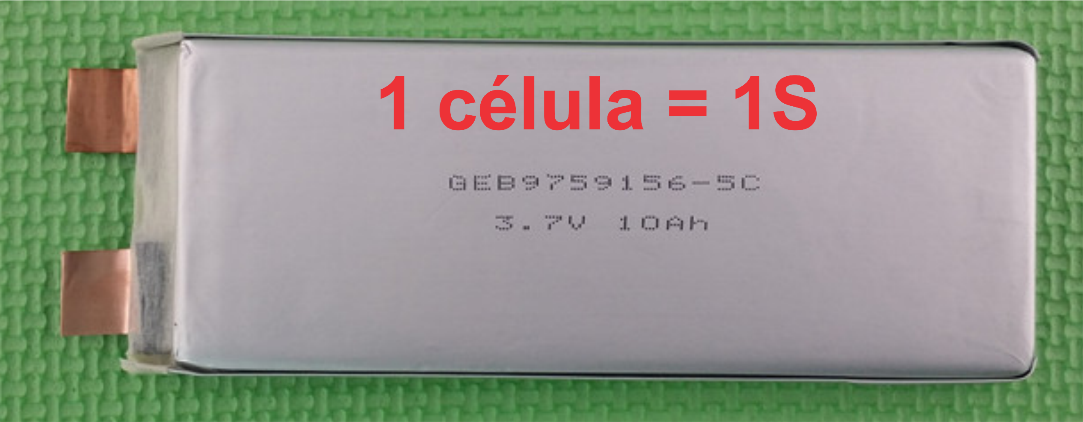 1 célula = 1S
GEB9759156-5C
3.7V 10Ah